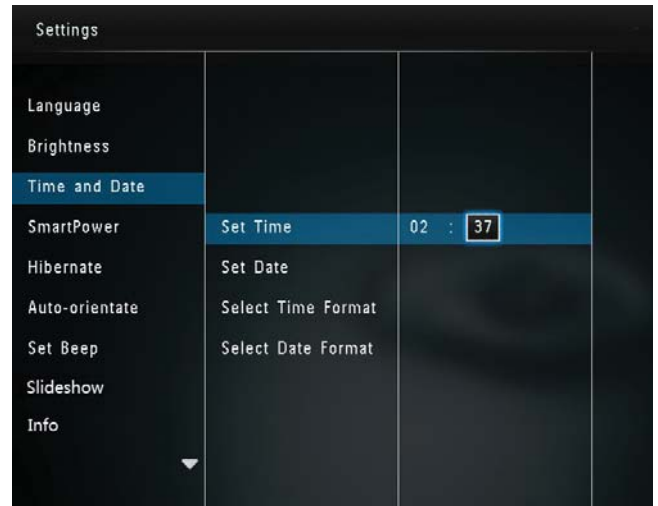 Settings
Language
Brightness
Time and Date
SmartPower
Set Time 02 : 37
Hibernate
Set Date
Auto-orientate
Select Time Format
Set Beep
Select Date Format
Slideshow
Info